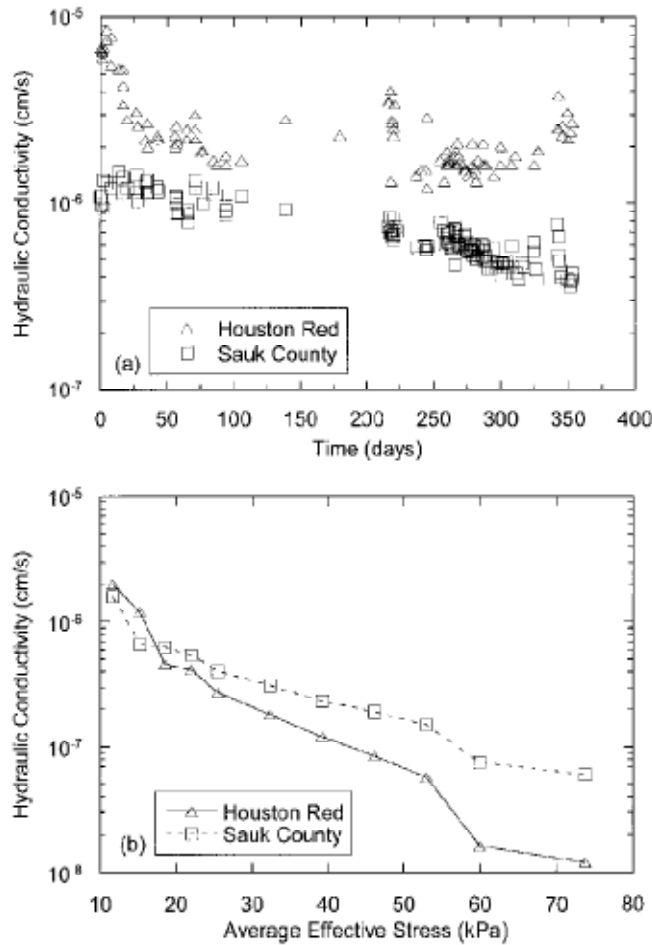 10-5
Hydraulic Conductivity (cm/s)
10-6
Houston Red
Sauk County
(a)
10-7
0 50 100 150 200 250 300 350 400
Time (days)
10-5
Hydraulic Conductivity (cm/s)
10-6
10-7
Houston Red
Sauk County
(b)
10-8
10 20 30 40 50 60 70 80
Average Effective Stress (kPa)